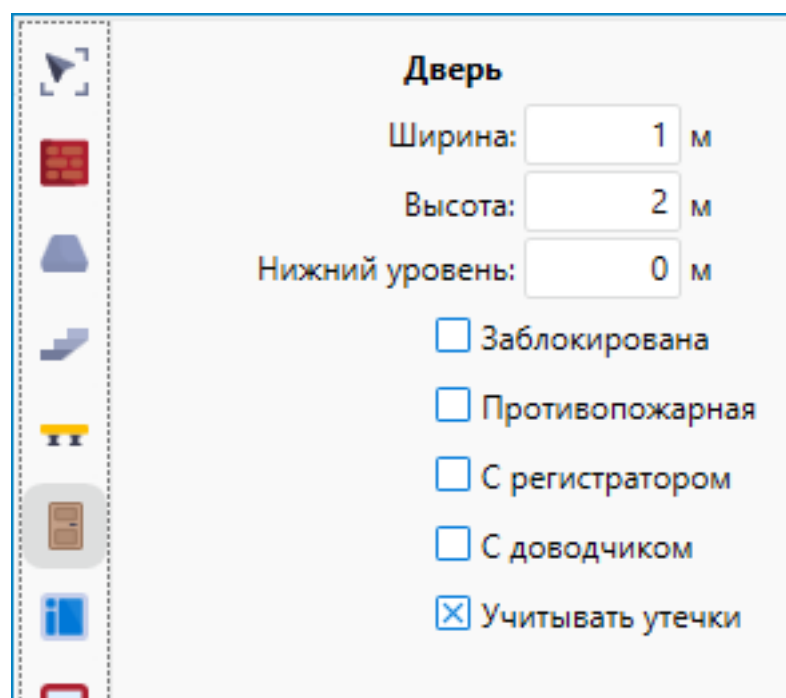 Дверь
Ширина: 1 м
Высота: 2 м
Нижний уровень: 0 м
Заблокирована
Противопожарная
С регистратором
С доводчиком
Учитывать утечки